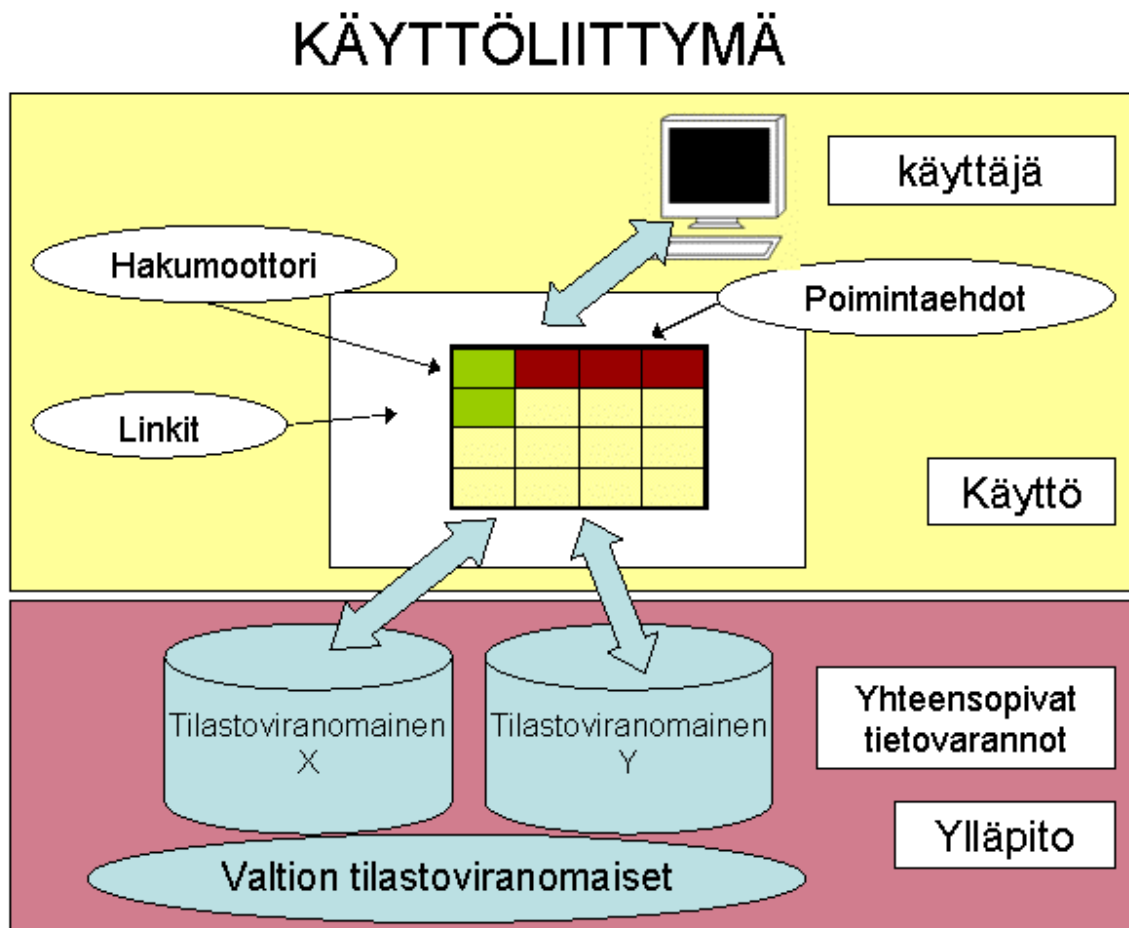 KÄYTTÖLIITTYMÄ
käyttäjä
Hakumoottori
Poimintaehdot
Linkit
Käyttö
Tilastoviranomainen
X
Tilastoviranomainen
Y
Yhteensopivat
tietovarannot
Ylläpito
Valtion tilastoviranomaiset